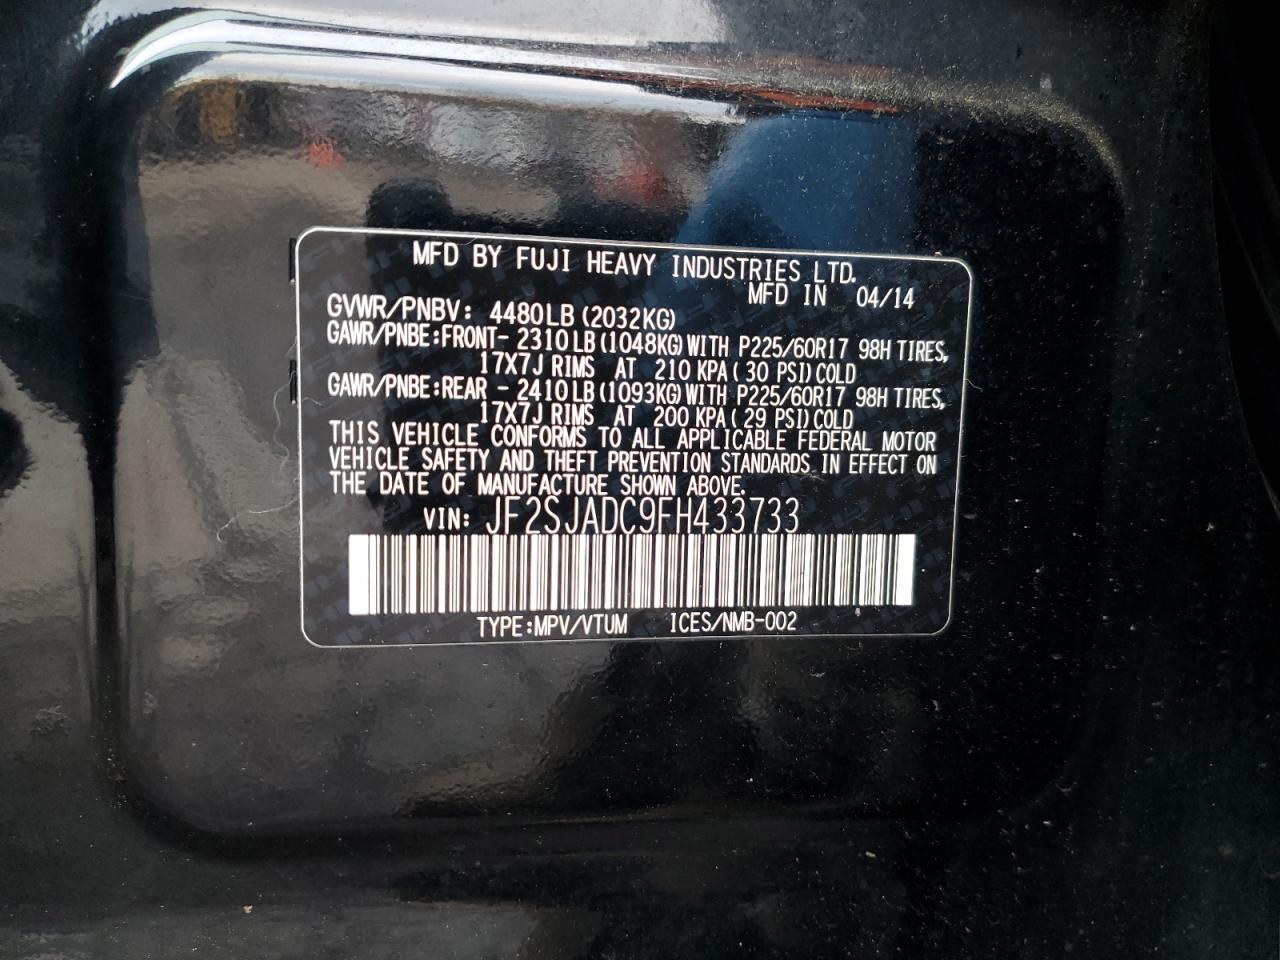 MFD BY FUJI HEAVY INDUSTRIES LTD.
MFD IN 04/14
GVWR/PNBV: 4480LB(2032KG)
GAWR/PNBE:FRONT- 2310LB(1048KG)WITH P225/60R17 98H TIRES,
17X7J RIMS AT 210 KPA(30 PSI)COLD
GAWR/PNBE:REAR - 2410LB(1093KG)WITH P225/60R17 98H TIRES,
17X7J RIMS AT 200 KPA(29 PSI)COLD
THIS VEHICLE CONFORMS TO ALL APPLICABLE FEDERAL MOTOR
VEHICLE SAFETY AND THEFT PREVENTION STANDARDS IN EFFECT ON
THE DATE OF MANUFACTURE SHOWN ABOVE.
VIN: JF2SJADC9FH433733
TYPE:MPV/VTUM ICES/NMB-002